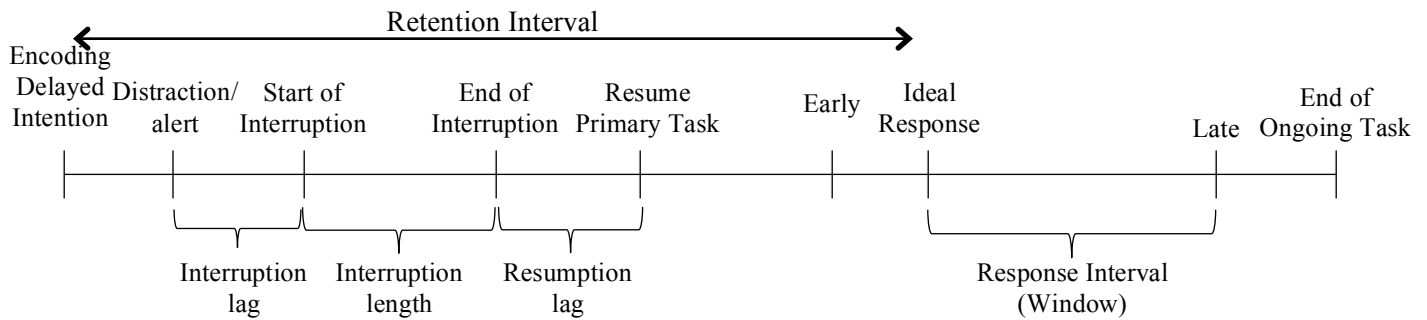 Retention Interval
Encoding
Delayed
Intention
Distraction/
alert
Start of
Interruption
End of
Interruption
Resume
Primary Task
Early
Ideal
Response
Late
End of
Ongoing Task
Interruption
lag
Interruption
length
Resumption
lag
Response Interval
(Window)